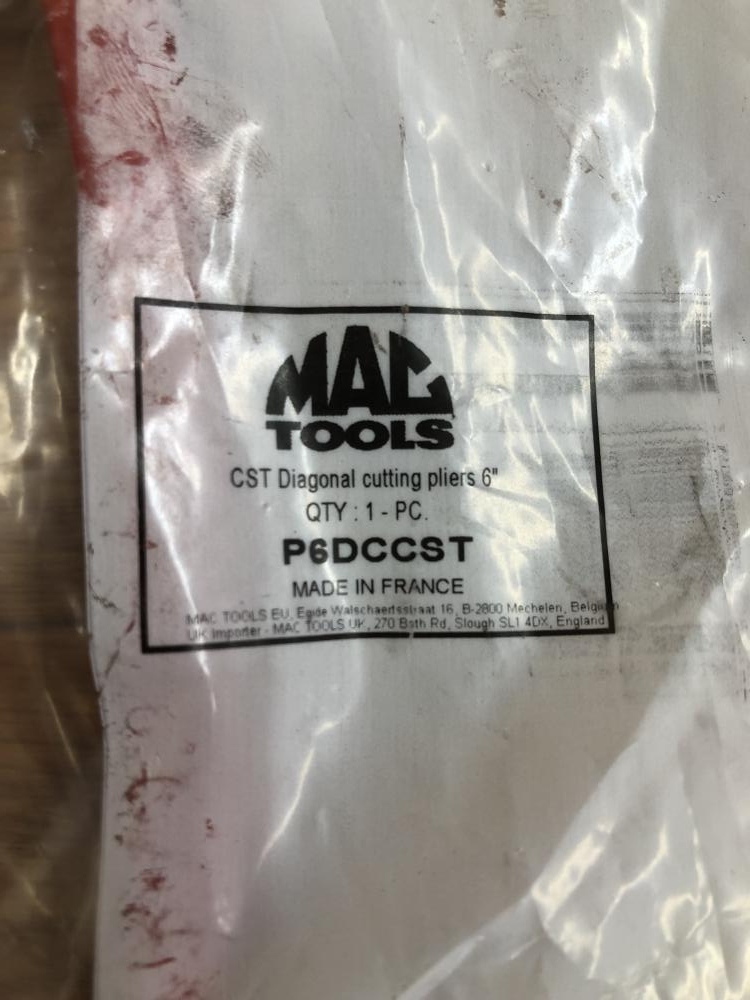 MAC
TOOLS
CST Diagonal cutting pliers 6"
QTY : 1 - PC.
P6DCCST
MADE IN FRANCE
MAC TOOLS EU, Egide Walschaertsstraat 16, B-2800 Mechelen, Belgium
UK Importer - MAC TOOLS UK, 270 Bath Rd, Slough SL1 4DX, England